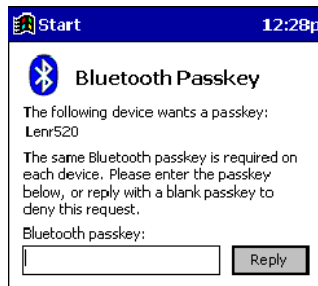 Start 12:28p
Bluetooth Passkey
The following device wants a passkey:
Lenr520
The same Bluetooth passkey is required on
each device. Please enter the passkey
below, or reply with a blank passkey to
deny this request.
Bluetooth passkey:
Reply